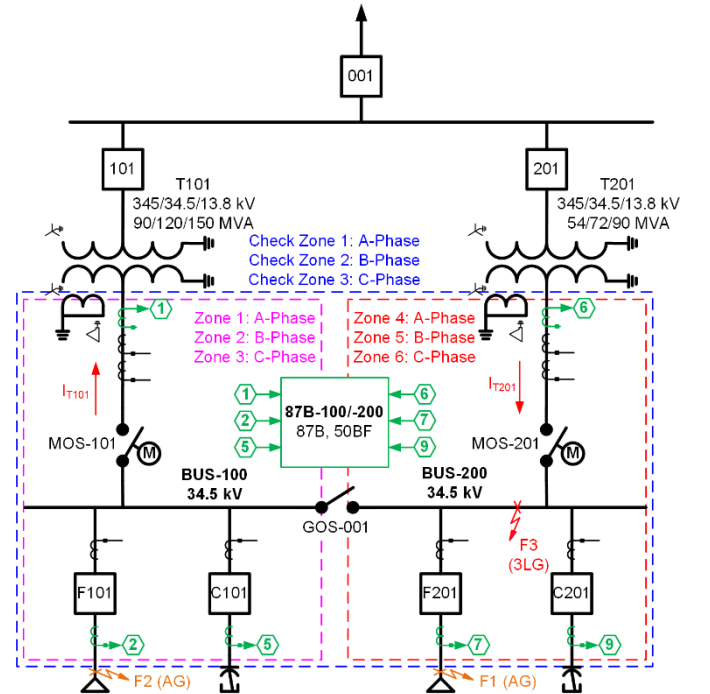 001
101
201
T101
345/34.5/13.8 kV
90/120/150 MVA
T201
345/34.5/13.8 kV
54/72/90 MVA
Check Zone 1: A-Phase
Check Zone 2: B-Phase
Check Zone 3: C-Phase
1
6
Zone 1: A-Phase
Zone 2: B-Phase
Zone 3: C-Phase
Zone 4: A-Phase
Zone 5: B-Phase
Zone 6: C-Phase
IT101
IT201
1
2
5
87B-100/-200
87B, 50BF
6
7
9
MOS-101
M
MOS-201
M
BUS-100
34.5 kV
BUS-200
34.5 kV
GOS-001
F3
(3LG)
F101
C101
F201
C201
2
5
7
9
F2 (AG)
F1 (AG)